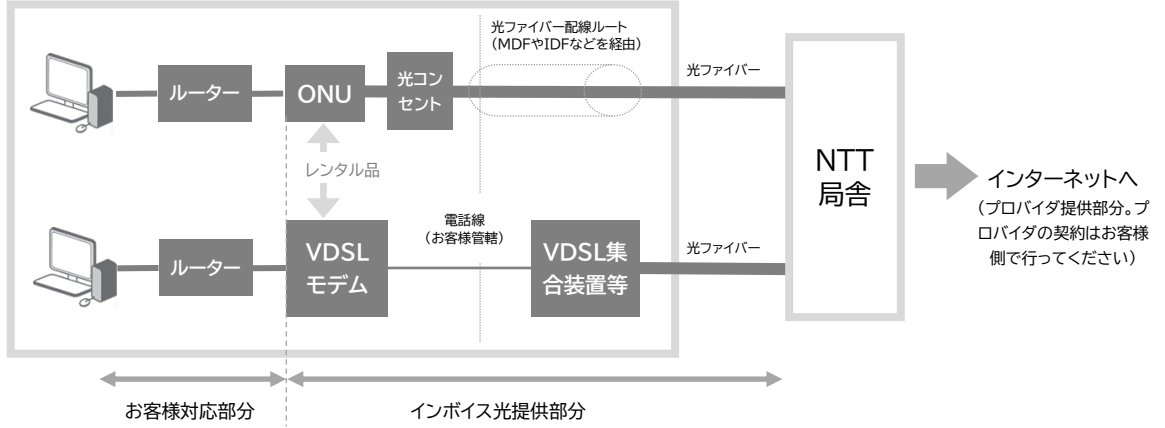 光ファイバー配線ルート
（MDFやIDFなどを経由）
光ファイバー
ルーター
ONU
光コン
セント
レンタル品
NTT
局舎
インターネットへ
（プロバイダ提供部分。プ
ロバイダの契約はお客様
側で行ってください）
電話線
（お客様管轄）
ルーター
VDSL
モデム
VDSL集
合装置等
光ファイバー
お客様対応部分
インボイス光提供部分